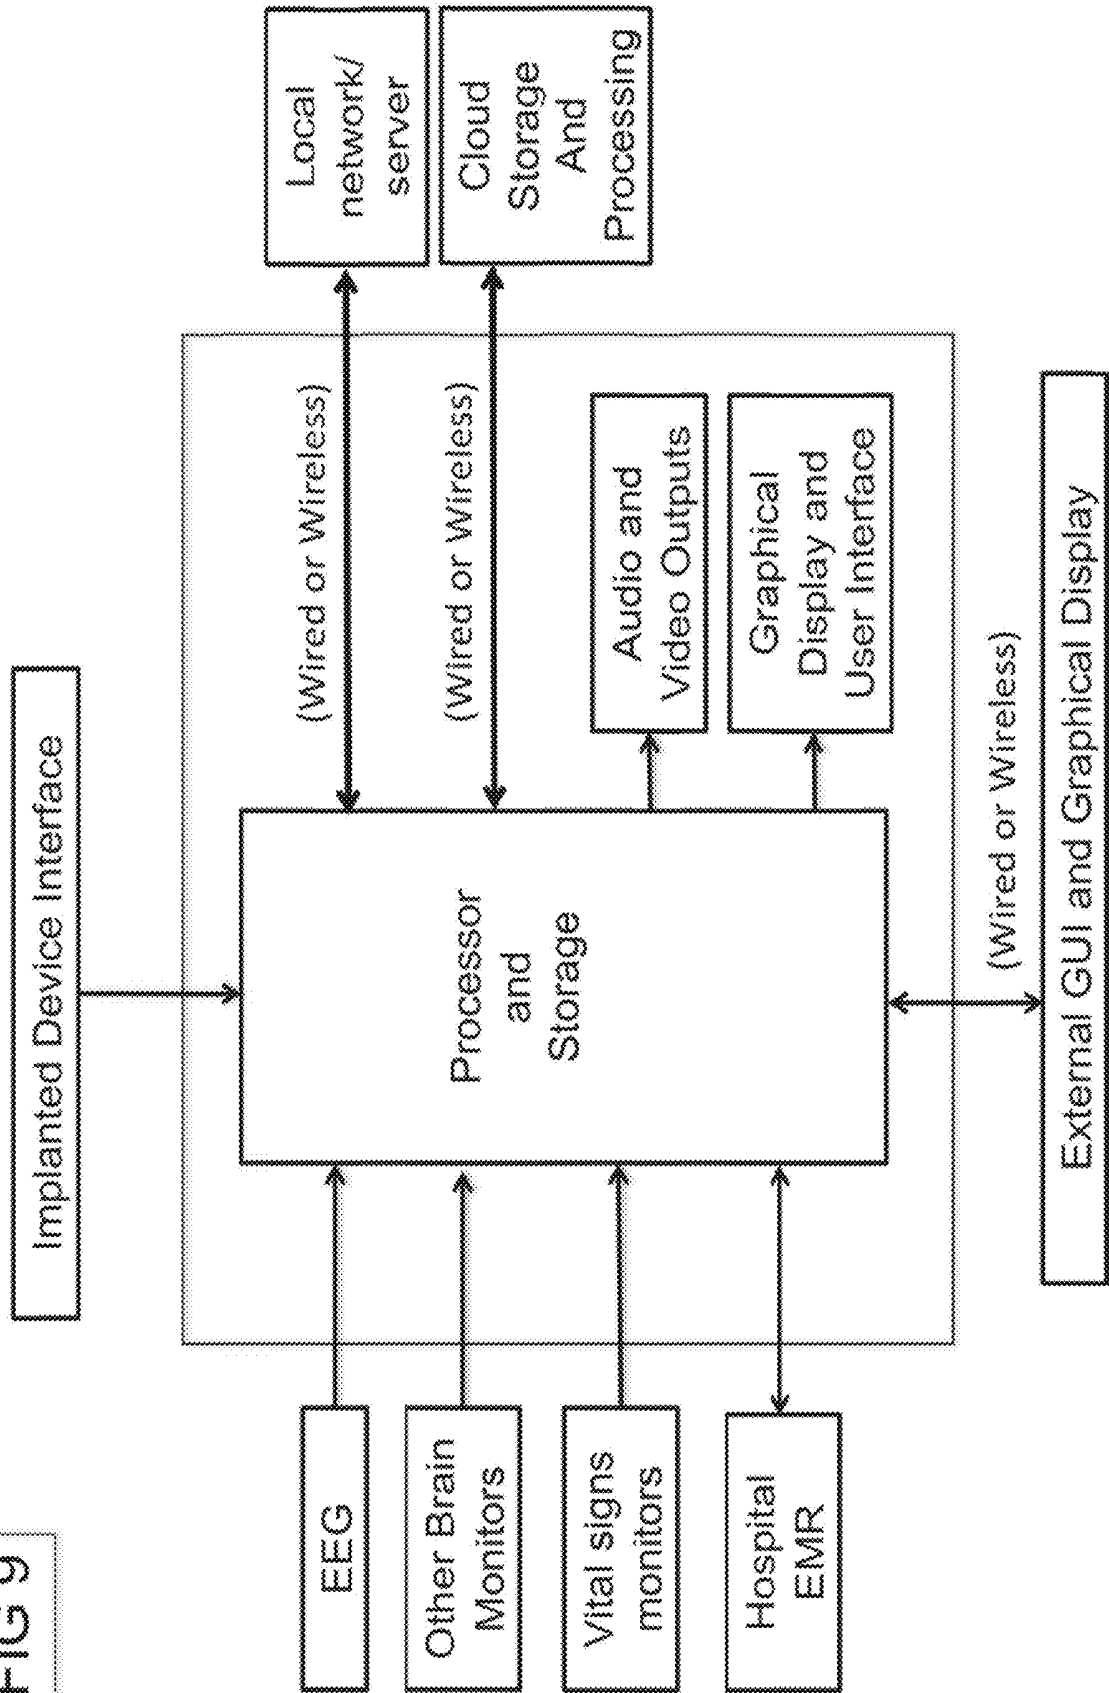 FIG 9
Implanted Device Interface
EEG
Other Brain
Monitors
Vital signs
monitors
Hospital
EMR
Processor
and
Storage
(Wired or Wireless)
(Wired or Wireless)
Local
network/
server
Cloud
Storage
And
Processing
Audio and
Video Outputs
Graphical
Display and
User Interface
(Wired or Wireless)
External GUI and Graphical Display